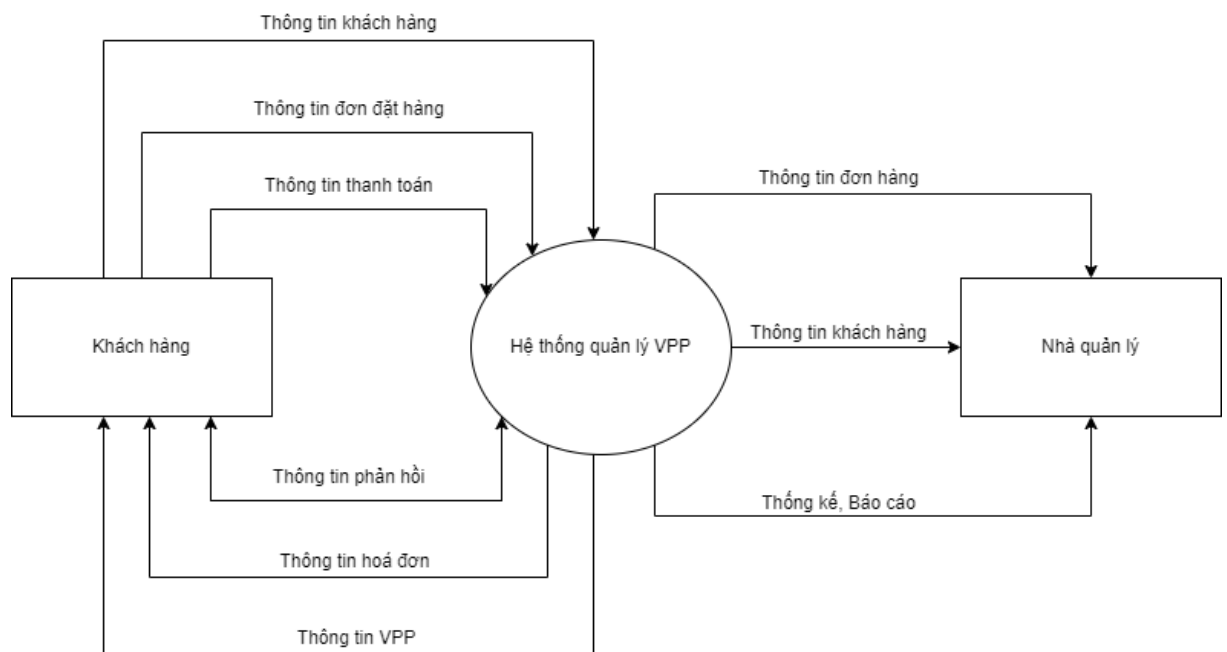 Thông tin khách hàng
Thông tin đơn đặt hàng
Thông tin thanh toán
Thông tin đơn hàng
Khách hàng
Hệ thống quản lý VPP
Thông tin khách hàng
Nhà quản lý
Thông tin phản hồi
Thống kế, Báo cáo
Thông tin hoá đơn
Thông tin VPP